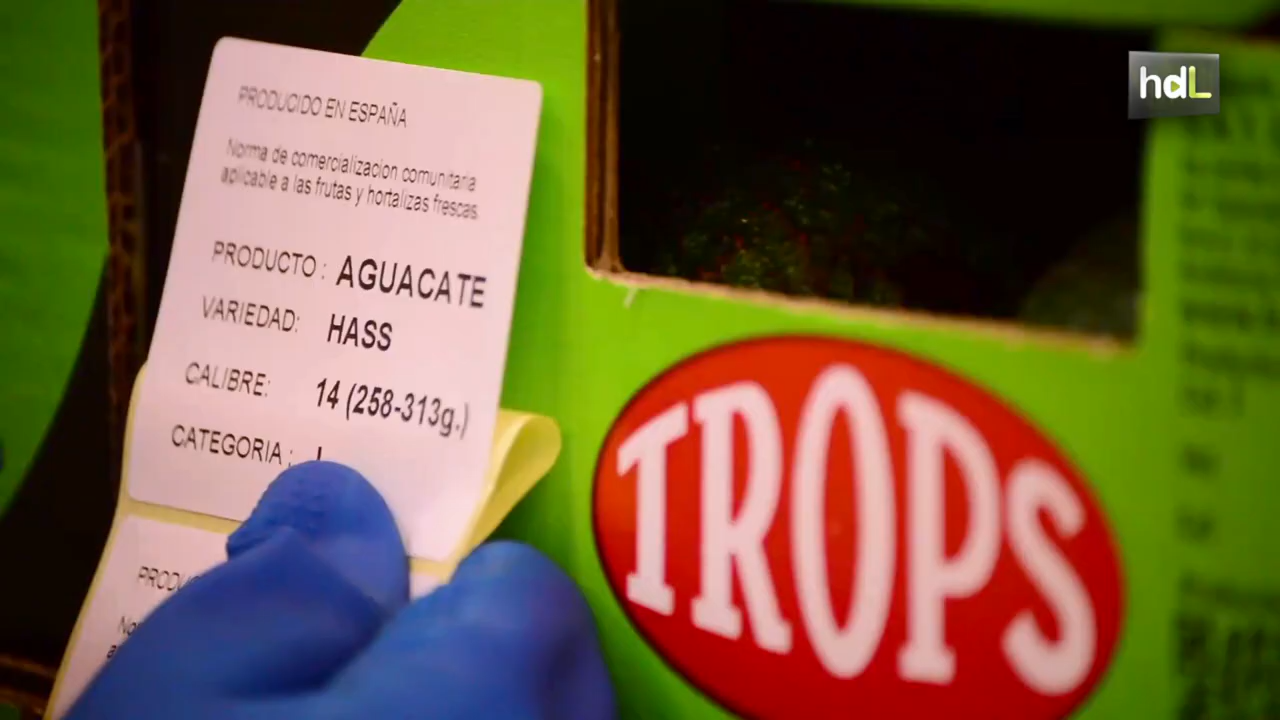 PRODUCIDO EN ESPAÑA
Norma de comercializacion comunitaria
aplicable a las frutas y hortalizas frescas
PRODUCTO : AGUACATE
VARIEDAD: HASS
CALIBRE: 14 (258-313g.)
CATEGORIA : I
TROPS
hdL